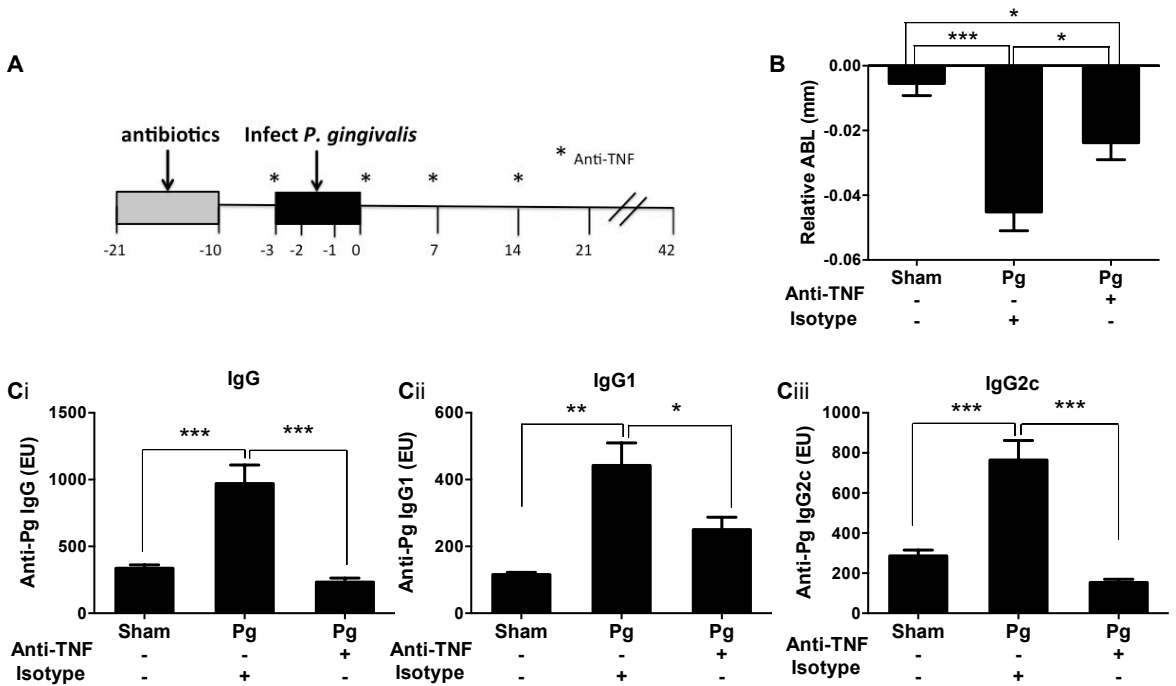 A
antibiotics
Infect P. gingivalis
* * * *
* Anti-TNF
-21 -10 -3 -2 -1 0 7 14 21 42
B
*
*** *
Relative ABL (mm)
0.00
-0.02
-0.04
-0.06
Sham Pg Pg
Anti-TNF - - +
Isotype - + -
Ci
IgG
*** ***
Anti-Pg IgG (EU)
1500
1000
500
0
Sham Pg Pg
Anti-TNF - - +
Isotype - + -
Cii
IgG1
** *
Anti-Pg IgG1 (EU)
600
400
200
0
Sham Pg Pg
Anti-TNF - - +
Isotype - + -
Ciii
IgG2c
*** ***
Anti-Pg IgG2c (EU)
1000
800
600
400
200
0
Sham Pg Pg
Anti-TNF - - +
Isotype - + -